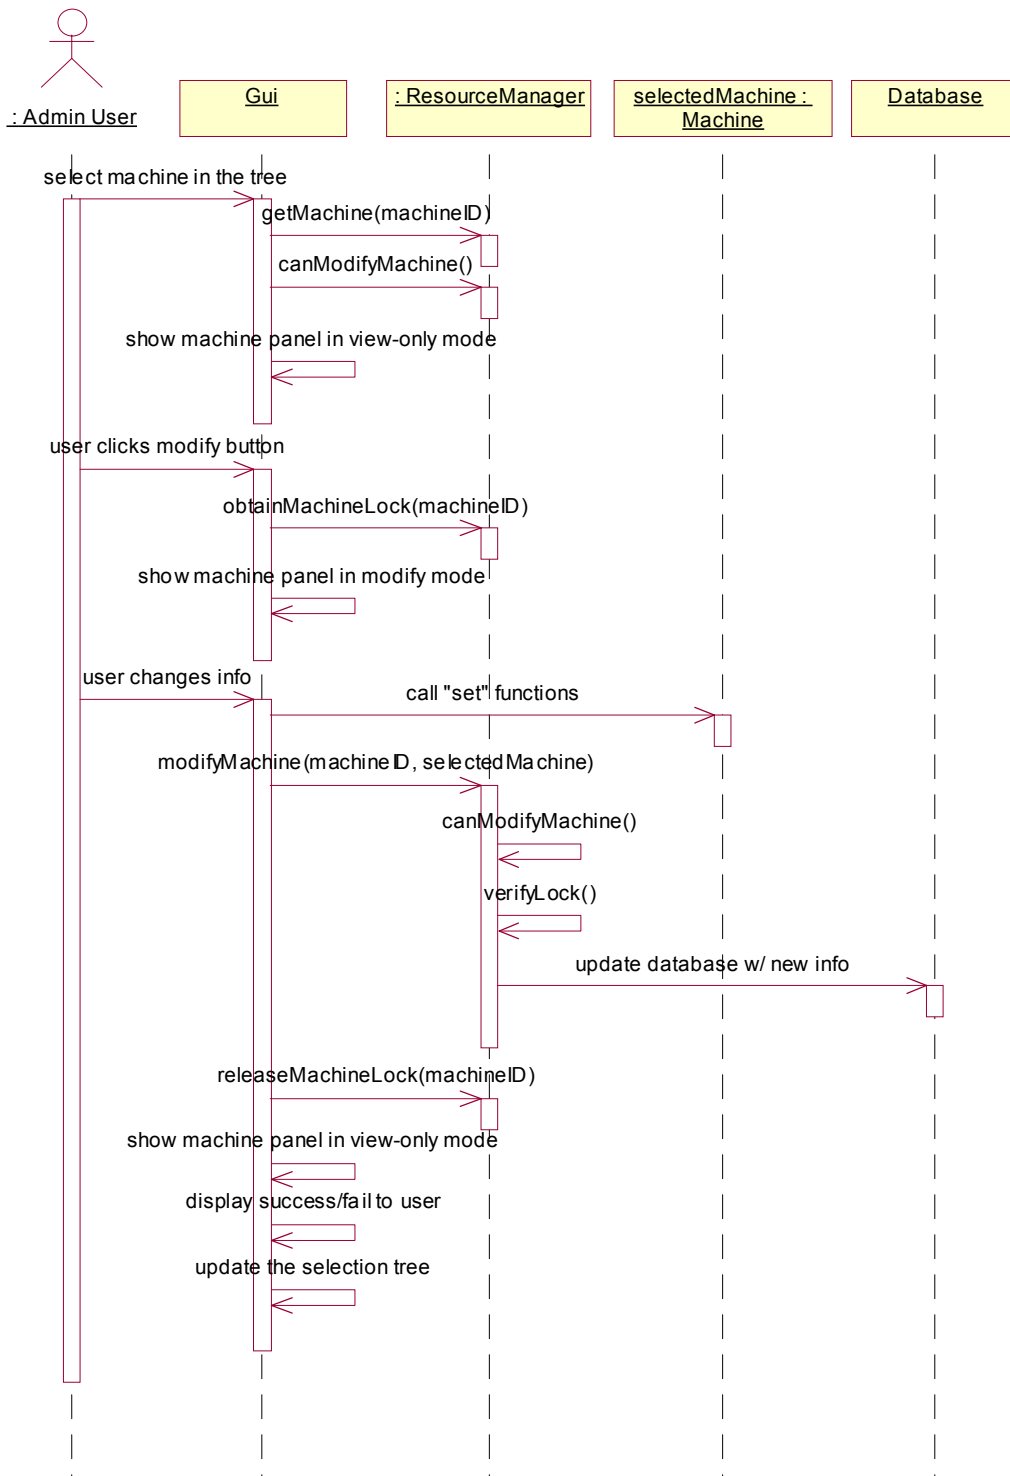 : Admin User
Gui
: ResourceManager
selectedMachine :
Machine
Database
select machine in the tree
getMachine(machineID)
canModifyMachine()
show machine panel in view-only mode
user clicks modify button
obtainMachineLock(machineID)
show machine panel in modify mode
user changes info
call "set" functions
modifyMachine(machineID, selectedMachine)
canModifyMachine()
verifyLock()
update database w/ new info
releaseMachineLock(machineID)
show machine panel in view-only mode
display success/fail to user
update the selection tree